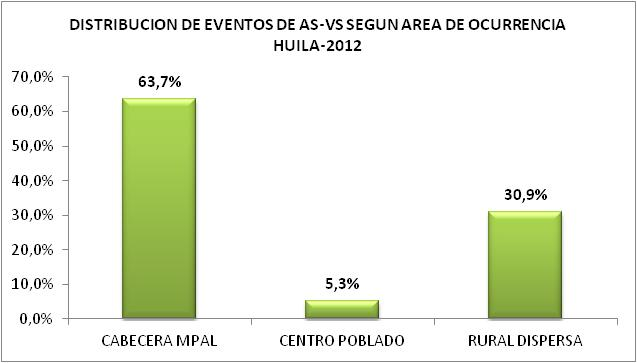 DISTRIBUCION DE EVENTOS DE AS-VS SEGUN AREA DE OCURRENCIA
HUILA-2012
70,0%
60,0%
50,0%
40,0%
30,0%
20,0%
10,0%
0,0%
63,7%
5,3%
30,9%
CABECERA MPAL
CENTRO POBLADO
RURAL DISPERSA